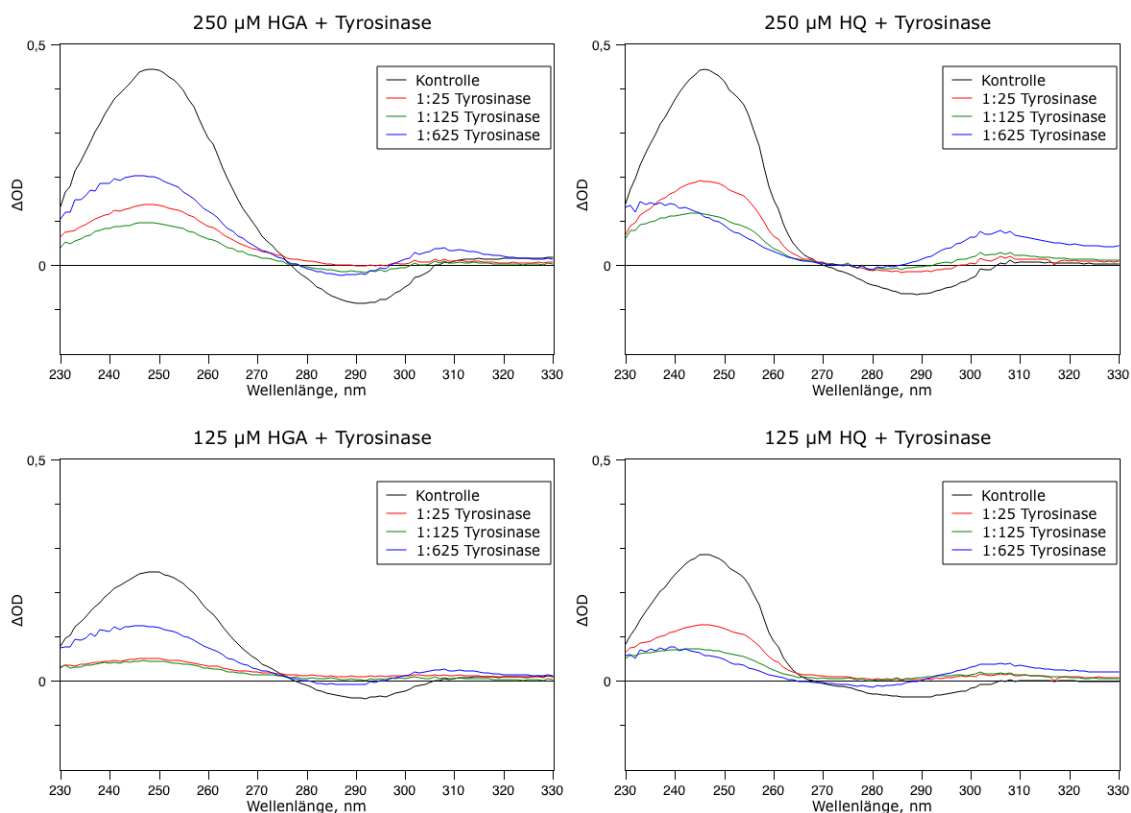 250 µM HGA + Tyrosinase
0,5
ΔOD
0
Kontrolle
1:25 Tyrosinase
1:125 Tyrosinase
1:625 Tyrosinase
230 240 250 260 270 280 290 300 310 320 330
Wellenlänge, nm
250 µM HQ + Tyrosinase
0,5
ΔOD
0
Kontrolle
1:25 Tyrosinase
1:125 Tyrosinase
1:625 Tyrosinase
230 240 250 260 270 280 290 300 310 320 330
Wellenlänge, nm
125 µM HGA + Tyrosinase
0,5
ΔOD
0
Kontrolle
1:25 Tyrosinase
1:125 Tyrosinase
1:625 Tyrosinase
230 240 250 260 270 280 290 300 310 320 330
Wellenlänge, nm
125 µM HQ + Tyrosinase
0,5
ΔOD
0
Kontrolle
1:25 Tyrosinase
1:125 Tyrosinase
1:625 Tyrosinase
230 240 250 260 270 280 290 300 310 320 330
Wellenlänge, nm